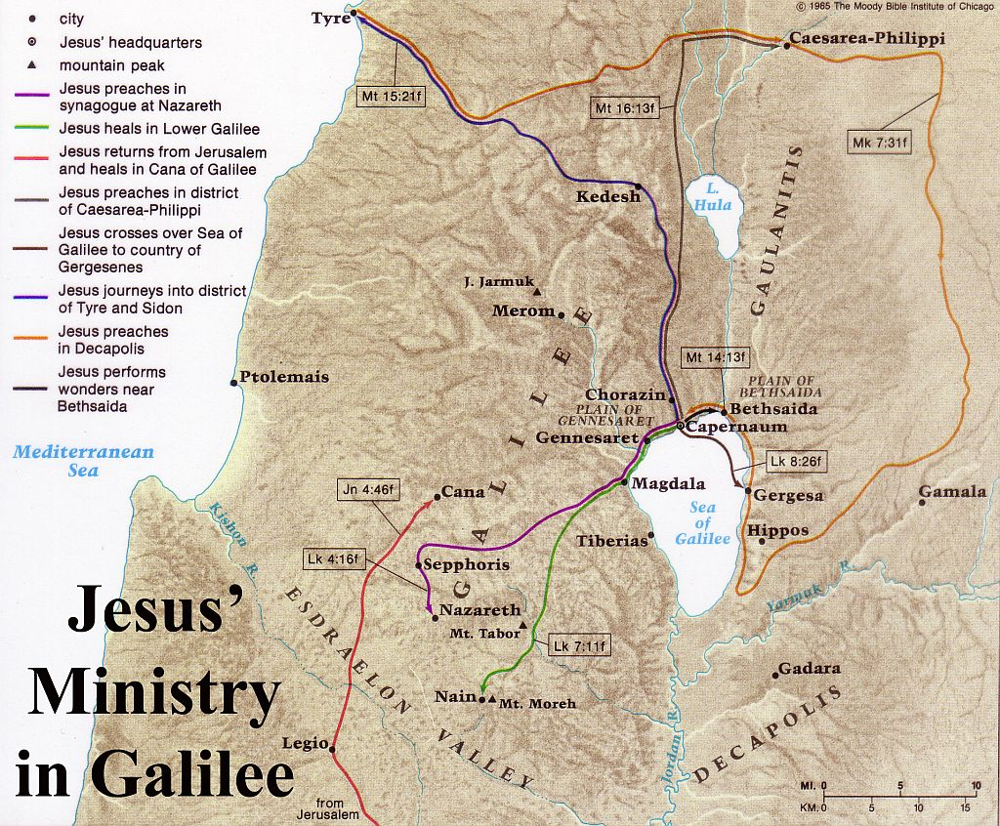 © 1985 The Moody Bible Institute of Chicago
city
Jesus' headquarters
mountain peak
Jesus preaches in
synagogue at Nazareth
Jesus heals in Lower Galilee
Jesus returns from Jerusalem
and heals in Cana of Galilee
Jesus preaches in district
of Caesarea-Philippi
Jesus crosses over Sea of
Galilee to country of
Gergesenes
Jesus journeys into district
of Tyre and Sidon
Jesus preaches
in Decapolis
Jesus performs
wonders near
Bethsaida
Tyre
Caesarea-Philippi
Mt 15:21f
Mt 16:13f
Mk 7:31f
Kedesh
L.
Hula
GAULANITIS
J. Jarmuk
Merom
GALILEE
Mt 14:13f
Ptolemais
Chorazin
PLAIN OF
BETHSAIDA
PLAIN OF
GENNESARET
Bethsaida
Capernaum
Gennesaret
Mediterranean
Sea
Lk 8:26f
Jn 4:46f
Cana
Magdala
Gergesa
Gamala
Sea
of
Galilee
Kishon R.
Tiberias
Hippos
Lk 4:16f
Sepphoris
Yarmuk R.
Nazareth
Mt. Tabor
Lk 7:11f
ESDRAELON VALLEY
Jesus'
Ministry
in Galilee
Gadara
Nain
Mt. Moreh
DECAPOLIS
Jordan R.
Legio
from
Jerusalem
MI. 0 5 10
KM. 0 5 10 15